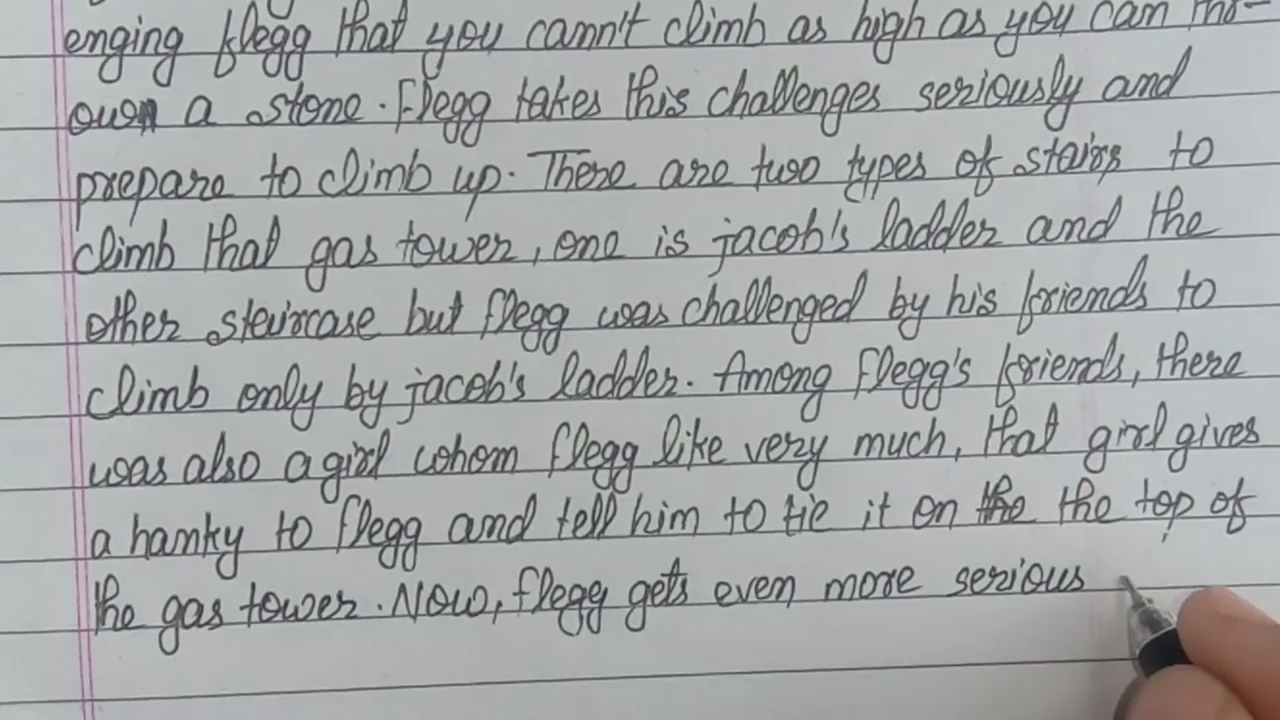 enging flegg that you cann't climb as high as you can thr-
own a stone. Flegg takes this challenges seriously and
prepare to climb up. There are two types of stairs to
climb that gas tower, one is jacob's ladder and the
other staircase but flegg was challenged by his friends to
climb only by jacob's ladder. Among flegg's friends, there
was also a girl whom flegg like very much, that girl gives
a hanky to flegg and tell him to tie it on the the top of
the gas tower. Now, flegg gets even more serious